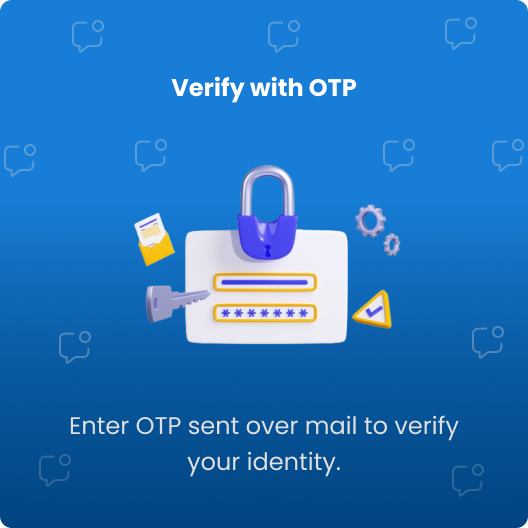 Verify with OTP
*******
Enter OTP sent over mail to verify
your identity.